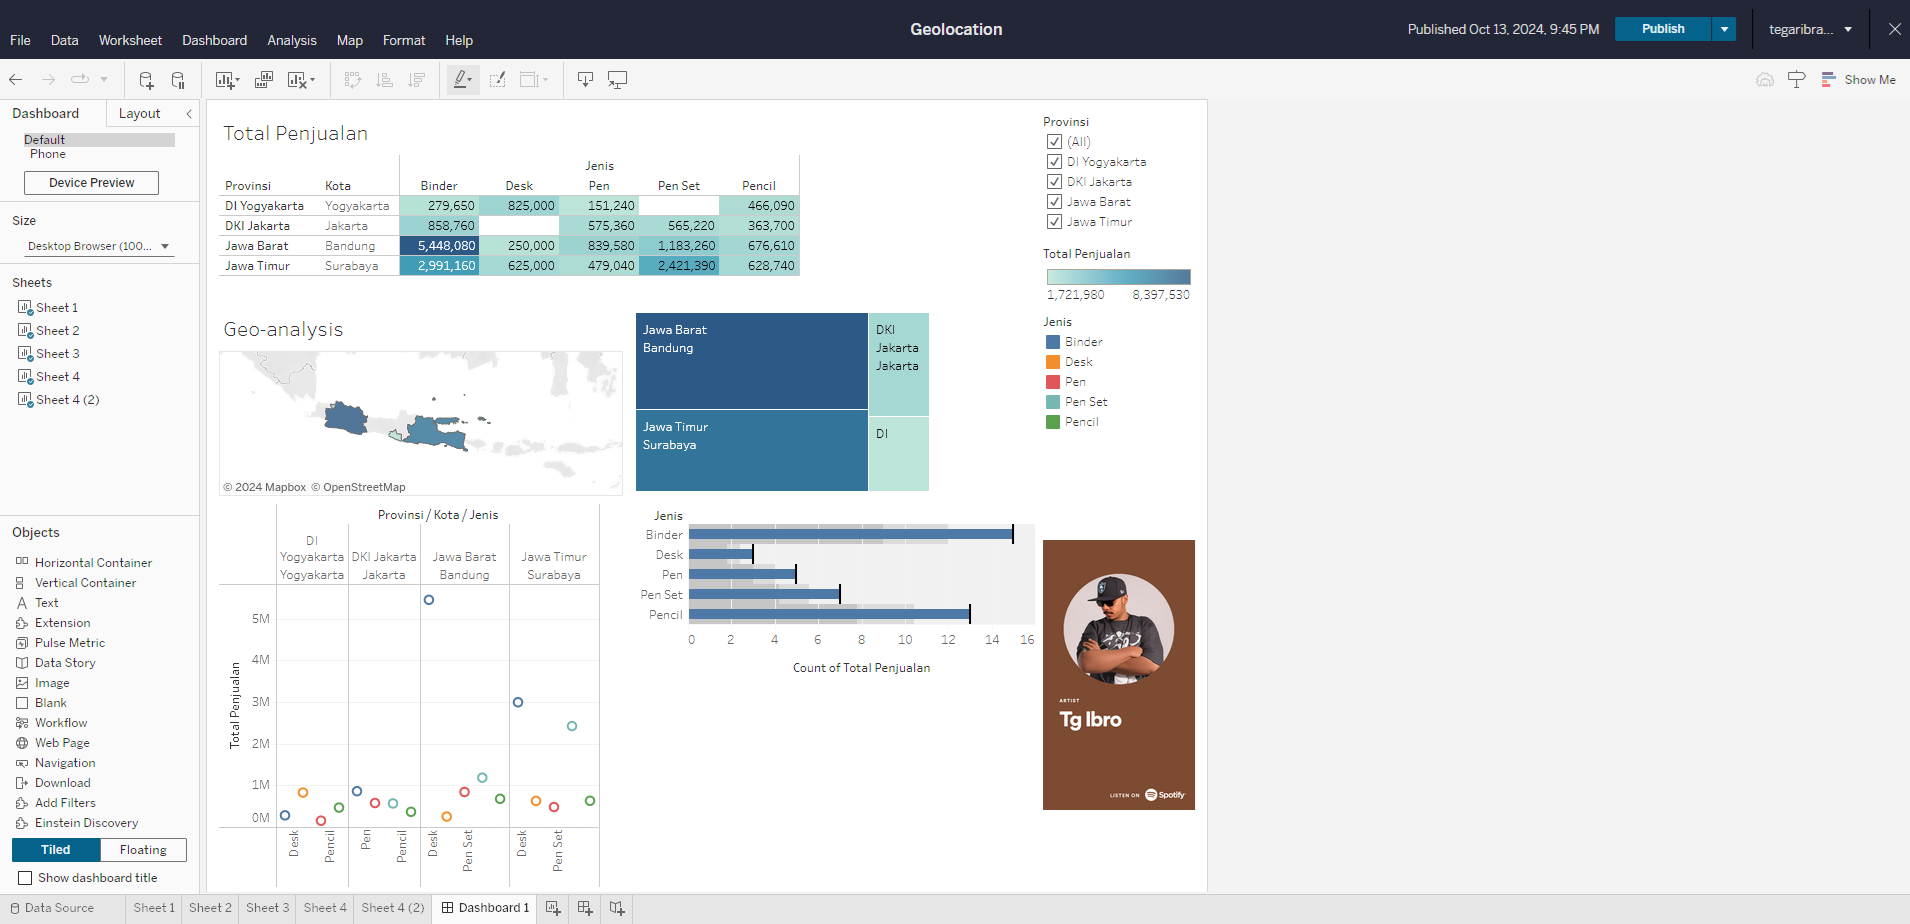 Geolocation
Published Oct 13, 2024, 9:45 PM
Publish
tegaribra...
File Data Worksheet Dashboard Analysis Map Format Help
Show Me
Dashboard Layout
Default
Phone
Device Preview
Size
Desktop Browser (100...
Sheets
Sheet 1
Sheet 2
Sheet 3
Sheet 4
Sheet 4 (2)
Objects
Horizontal Container
Vertical Container
Text
Extension
Pulse Metric
Data Story
Image
Blank
Workflow
Web Page
Navigation
Download
Add Filters
Einstein Discovery
Tiled Floating
Show dashboard title
Total Penjualan
Jenis
Provinsi Kota Binder Desk Pen Pen Set Pencil
DI Yogyakarta Yogyakarta 279,650 825,000 151,240 466,090
DKI Jakarta Jakarta 858,760 575,360 565,220 363,700
Jawa Barat Bandung 5,448,080 250,000 839,580 1,183,260 676,610
Jawa Timur Surabaya 2,991,160 625,000 479,040 2,421,390 628,740
Provinsi
(All)
DI Yogyakarta
DKI Jakarta
Jawa Barat
Jawa Timur
Total Penjualan
1,721,980 8,397,530
Jenis
Binder
Desk
Pen
Pen Set
Pencil
Geo-analysis
© 2024 Mapbox © OpenStreetMap
Jawa Barat
Bandung
DKI
Jakarta
Jakarta
Jawa Timur
Surabaya
DI
Provinsi / Kota / Jenis
DI
Yogyakarta
Yogyakarta
DKI Jakarta
Jakarta
Jawa Barat
Bandung
Jawa Timur
Surabaya
Total Penjualan
5M
4M
3M
2M
1M
0M
Desk
Pencil
Pen
Pencil
Desk
Pen Set
Desk
Pen Set
Jenis
Binder
Desk
Pen
Pen Set
Pencil
0 2 4 6 8 10 12 14 16
Count of Total Penjualan
ARTIST
Tg Ibro
LISTEN ON Spotify
Data Source Sheet 1 Sheet 2 Sheet 3 Sheet 4 Sheet 4 (2) Dashboard 1